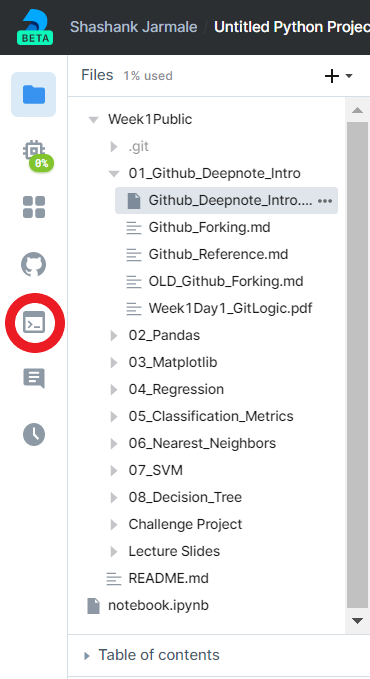 BETA
Shashank Jarmale / Untitled Python Projec
Files 1% used
0%
Week1Public
.git
01_Github_Deepnote_Intro
Github_Deepnote_Intro....
Github_Forking.md
Github_Reference.md
OLD_Github_Forking.md
Week1Day1_GitLogic.pdf
02_Pandas
03_Matplotlib
04_Regression
05_Classification_Metrics
06_Nearest_Neighbors
07_SVM
08_Decision_Tree
Challenge Project
Lecture Slides
README.md
notebook.ipynb
Table of contents